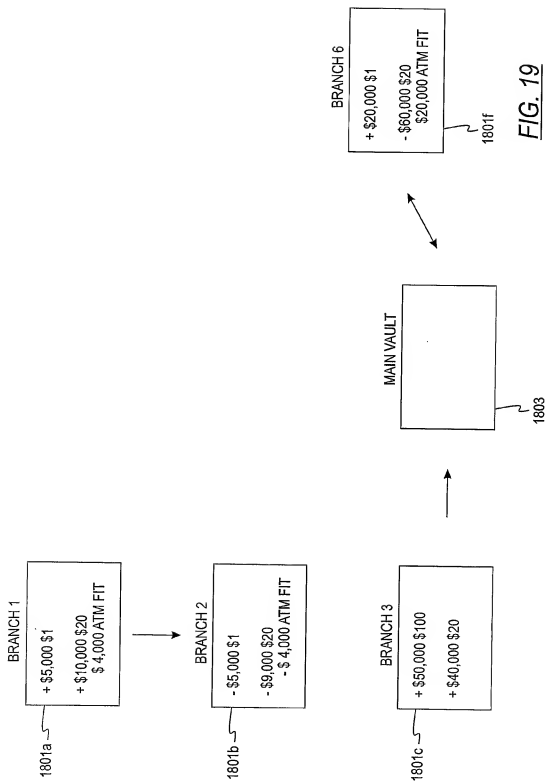 BRANCH 1
+ $5,000 $1
+ $10,000 $20
$ 4,000 ATM FIT
1801a
BRANCH 2
- $5,000 $1
- $9,000 $20
- $ 4,000 ATM FIT
1801b
BRANCH 3
+ $50,000 $100
+ $40,000 $20
1801c
MAIN VAULT
1803
BRANCH 6
+ $20,000 $1
- $60,000 $20
$20,000 ATM FIT
1801f
FIG. 19